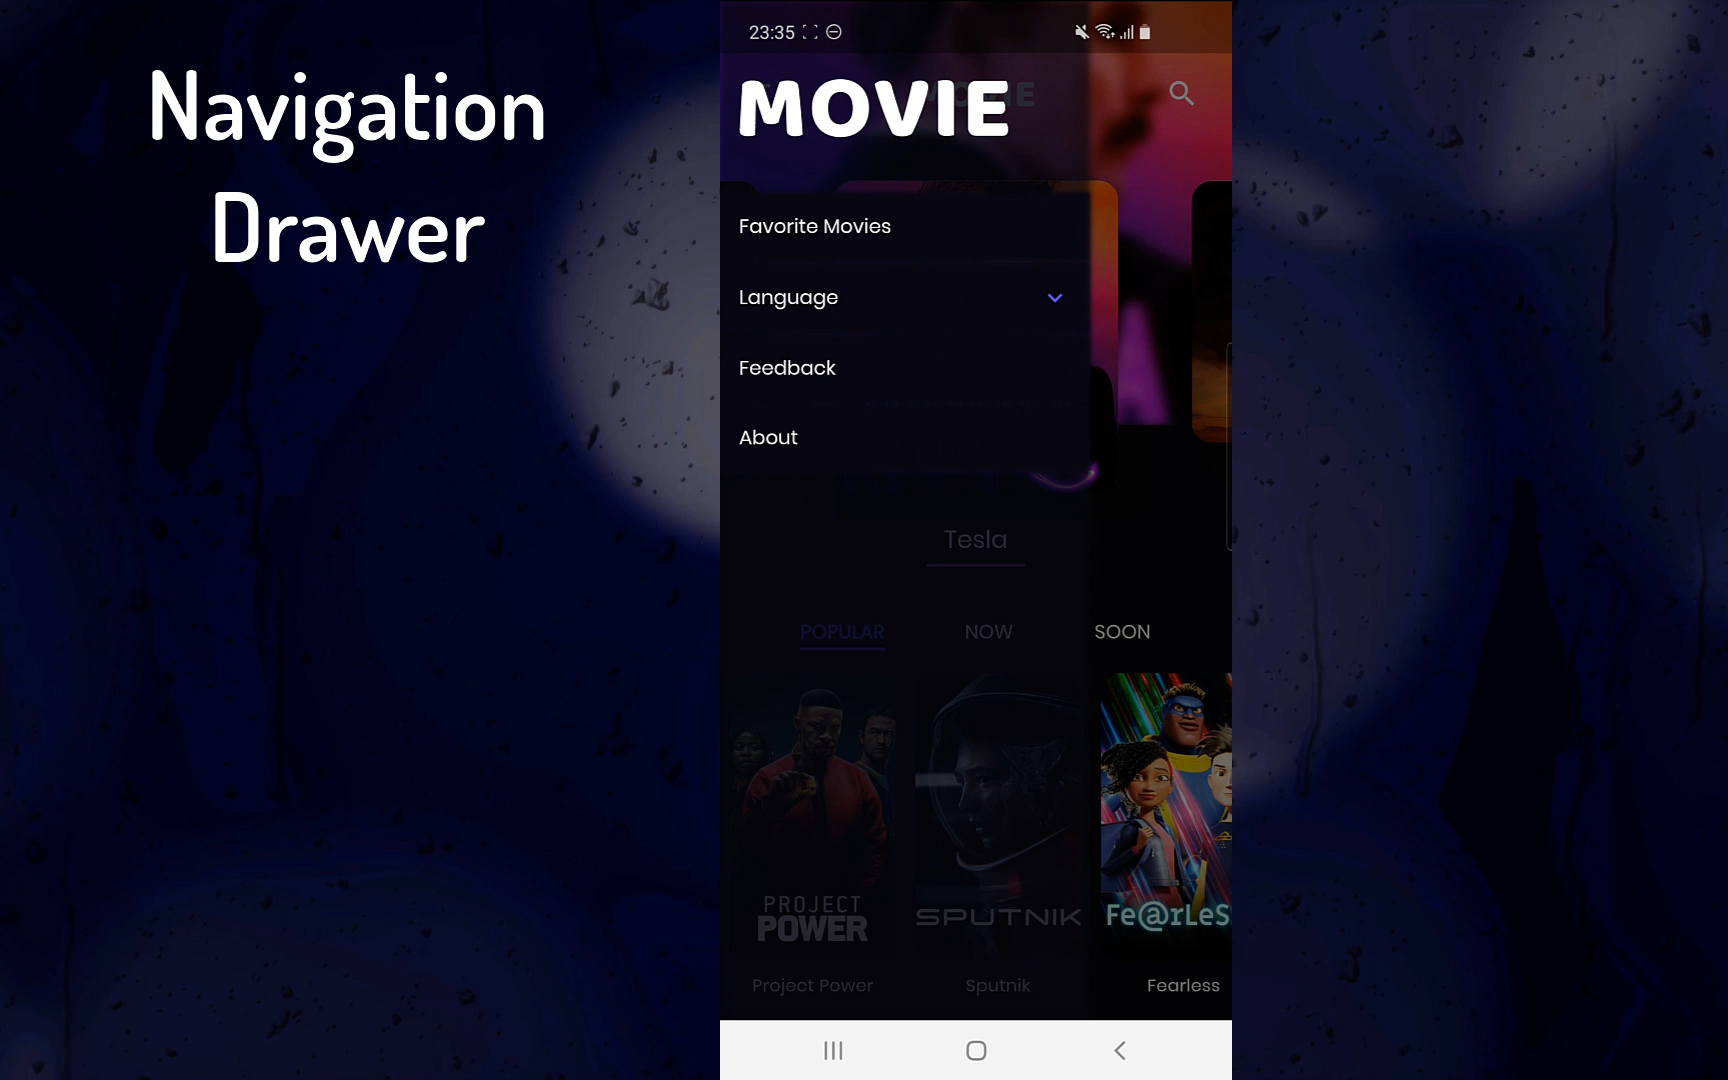 Navigation
Drawer
23:35
MOVIE
Favorite Movies
Language
Feedback
About
Tesla
POPULAR NOW SOON
PROJECT
POWER
SPUTNIK
Fe@rLeS
Project Power Sputnik Fearless